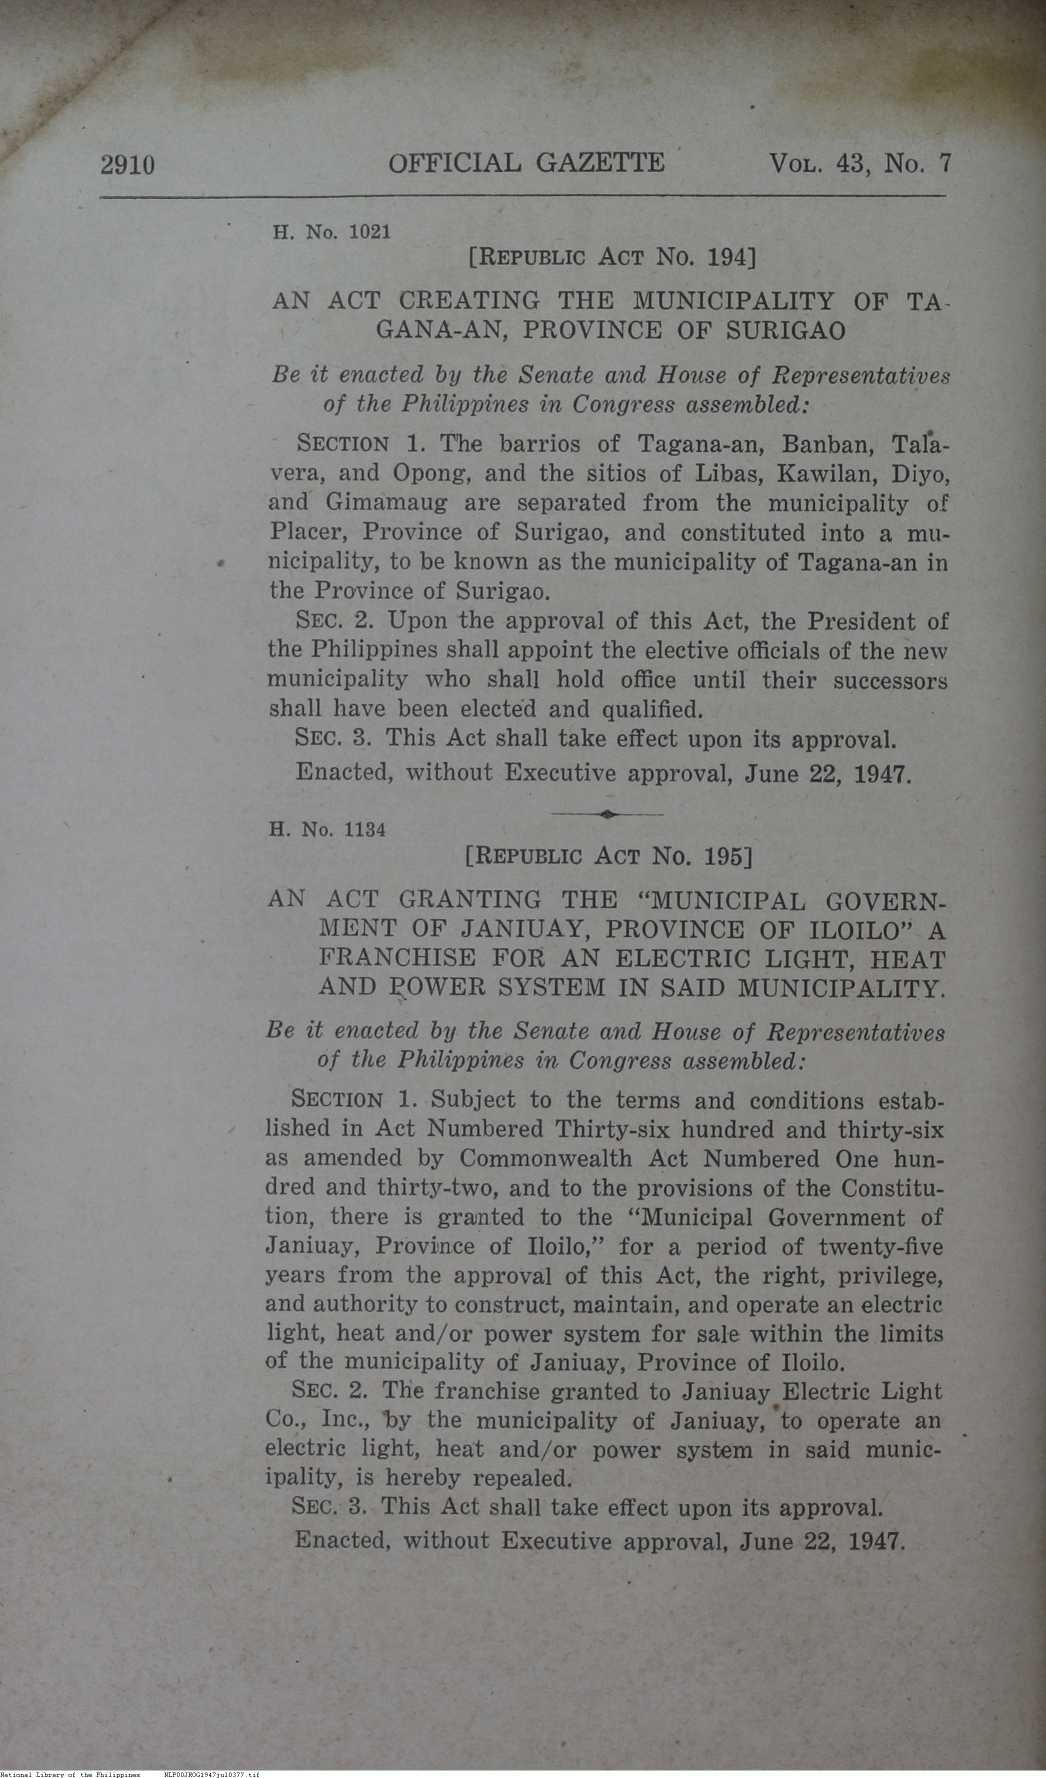 2910 OFFICIAL GAZETTE VOL. 43, No. 7
H. No. 1021
[REPUBLIC ACT No. 194]
AN ACT CREATING THE MUNICIPALITY OF TA-
GANA-AN, PROVINCE OF SURIGAO
Be it enacted by the Senate and House of Representatives
of the Philippines in Congress assembled:
SECTION 1. The barrios of Tagana-an, Banban, Tala-
vera, and Opong, and the sitios of Libas, Kawilan, Diyo,
and Gimamaug are separated from the municipality of
Placer, Province of Surigao, and constituted into a mu-
nicipality, to be known as the municipality of Tagana-an in
the Province of Surigao.
SEC. 2. Upon the approval of this Act, the President of
the Philippines shall appoint the elective officials of the new
municipality who shall hold office until their successors
shall have been elected and qualified.
SEC. 3. This Act shall take effect upon its approval.
Enacted, without Executive approval, June 22, 1947.
H. No. 1134
[REPUBLIC ACT No. 195]
AN ACT GRANTING THE “MUNICIPAL GOVERN-
MENT OF JANIUAY, PROVINCE OF ILOILO” A
FRANCHISE FOR AN ELECTRIC LIGHT, HEAT
AND POWER SYSTEM IN SAID MUNICIPALITY.
Be it enacted by the Senate and House of Representatives
of the Philippines in Congress assembled:
SECTION 1. Subject to the terms and conditions estab-
lished in Act Numbered Thirty-six hundred and thirty-six
as amended by Commonwealth Act Numbered One hun-
dred and thirty-two, and to the provisions of the Constitu-
tion, there is granted to the “Municipal Government of
Janiuay, Province of Iloilo,” for a period of twenty-five
years from the approval of this Act, the right, privilege,
and authority to construct, maintain, and operate an electric
light, heat and/or power system for sale within the limits
of the municipality of Janiuay, Province of Iloilo.
SEC. 2. The franchise granted to Janiuay Electric Light
Co., Inc., by the municipality of Janiuay, to operate an
electric light, heat and/or power system in said munic-
ipality, is hereby repealed.
SEC. 3. This Act shall take effect upon its approval.
Enacted, without Executive approval, June 22, 1947.
National Library of the Philippines NLP00JROG1947jul0377.tif